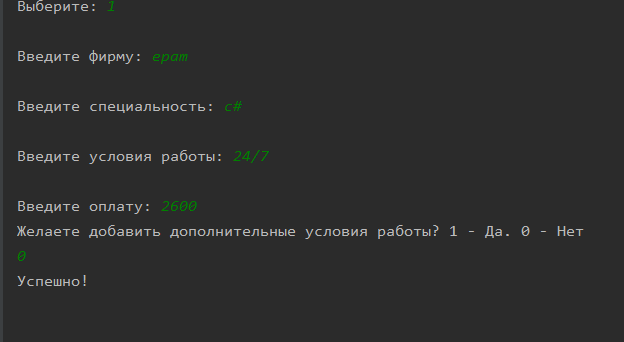 Выберите: 1
Введите фирму: epam
Введите специальность: c#
Введите условия работы: 24/7
Введите оплату: 2600
Желаете добавить дополнительные условия работы? 1 - Да. 0 - Нет
0
Успешно!